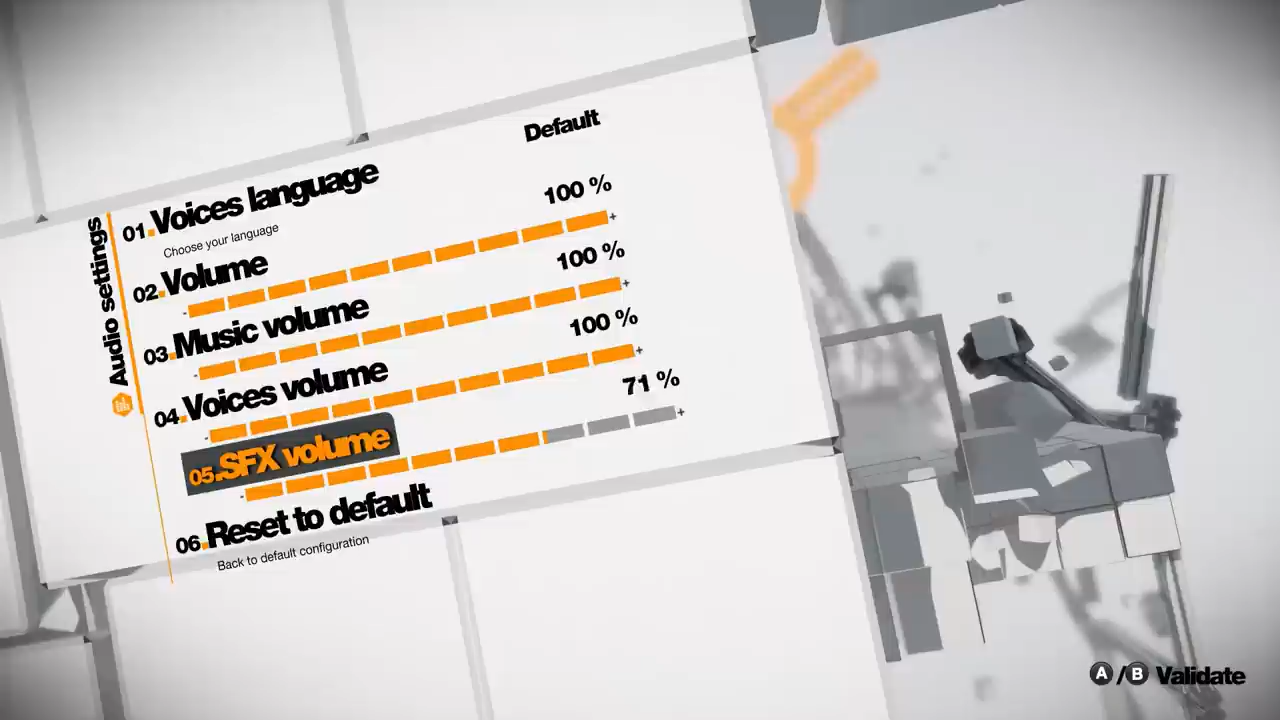 Audio settings
Default
01.Voices language
Choose your language
100 %
02.Volume
- +
100 %
03.Music volume
- +
100 %
04.Voices volume
- +
71 %
05.SFX volume
- +
06.Reset to default
Back to default configuration
A / B Validate